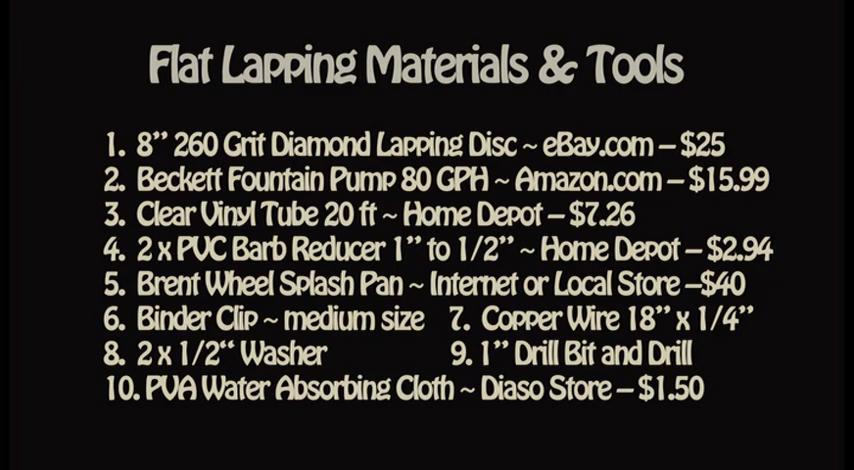 Flat Lapping Materials & Tools
1. 8” 260 Grit Diamond Lapping Disc ~ eBay.com – $25
2. Beckett Fountain Pump 80 GPH ~ Amazon.com – $15.99
3. Clear Vinyl Tube 20 ft ~ Home Depot – $7.26
4. 2 x PVC Barb Reducer 1” to 1/2” ~ Home Depot – $2.94
5. Brent Wheel Splash Pan ~ Internet or Local Store –$40
6. Binder Clip ~ medium size 7. Copper Wire 18” x 1/4”
8. 2 x 1/2“ Washer 9. 1” Drill Bit and Drill
10. PVA Water Absorbing Cloth ~ Diaso Store – $1.50